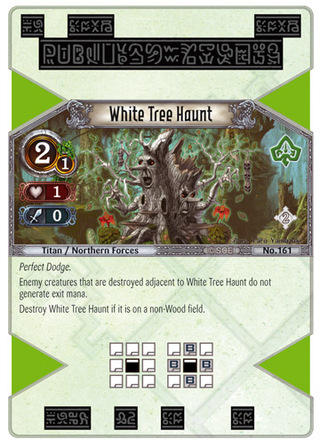 White Tree Haunt
2
1
1
0
2
Titan / Northern Forces
SCEI
No.161
Perfect Dodge.
Enemy creatures that are destroyed adjacent to White Tree Haunt do not
generate exit mana.
Destroy White Tree Haunt if it is on a non-Wood field.
B
B B
B